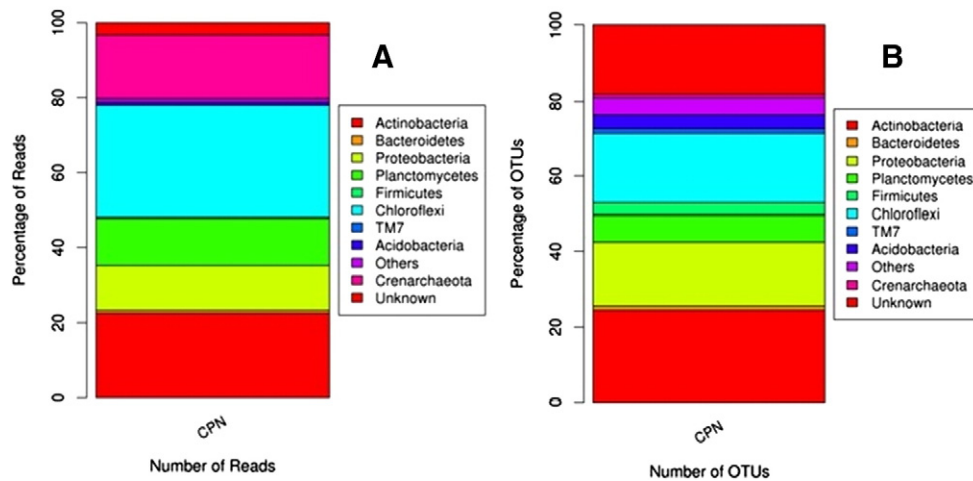 A
Percentage of Reads
100
80
60
40
20
0
CPN
Number of Reads
Actinobacteria
Bacteroidetes
Proteobacteria
Planctomycetes
Firmicutes
Chloroflexi
TM7
Acidobacteria
Others
Crenarchaeota
Unknown
B
Percentage of OTUs
100
80
60
40
20
0
CPN
Number of OTUs
Actinobacteria
Bacteroidetes
Proteobacteria
Planctomycetes
Firmicutes
Chloroflexi
TM7
Acidobacteria
Others
Crenarchaeota
Unknown